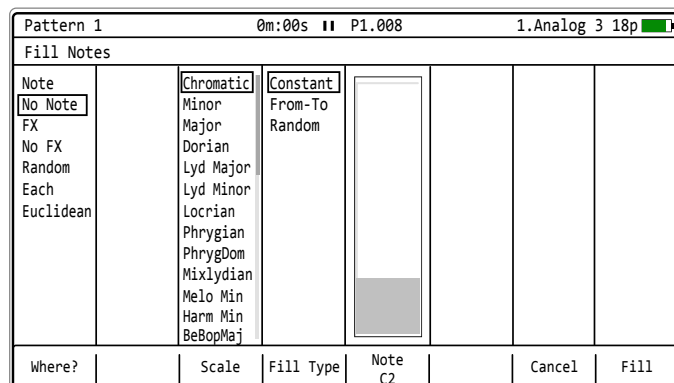 Pattern 1 0m:00s P1.008 1.Analog 3 18p
Fill Notes
Note
No Note
FX
No FX
Random
Each
Euclidean
Chromatic
Minor
Major
Dorian
Lyd Major
Lyd Minor
Locrian
Phrygian
PhrygDom
Mixlydian
Melo Min
Harm Min
BeBopMaj
Constant
From-To
Random
Where? Scale Fill Type Note Cancel Fill
C2